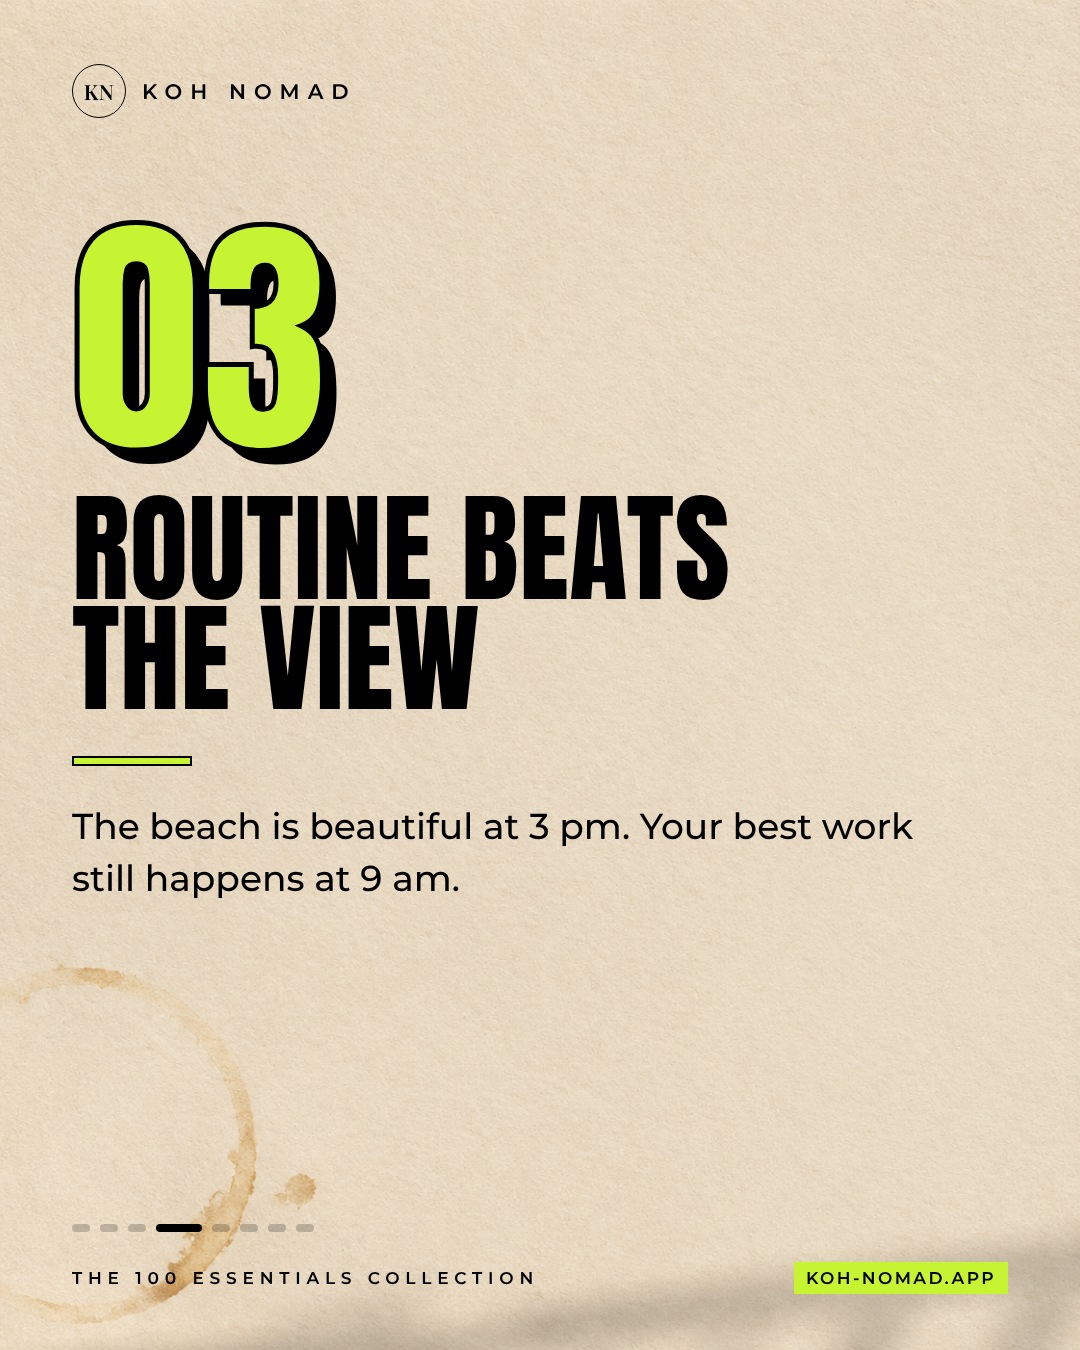 KN
KOH NOMAD
03
ROUTINE BEATS
THE VIEW
The beach is beautiful at 3 pm. Your best work
still happens at 9 am.
THE 100 ESSENTIALS COLLECTION
KOH-NOMAD.APP